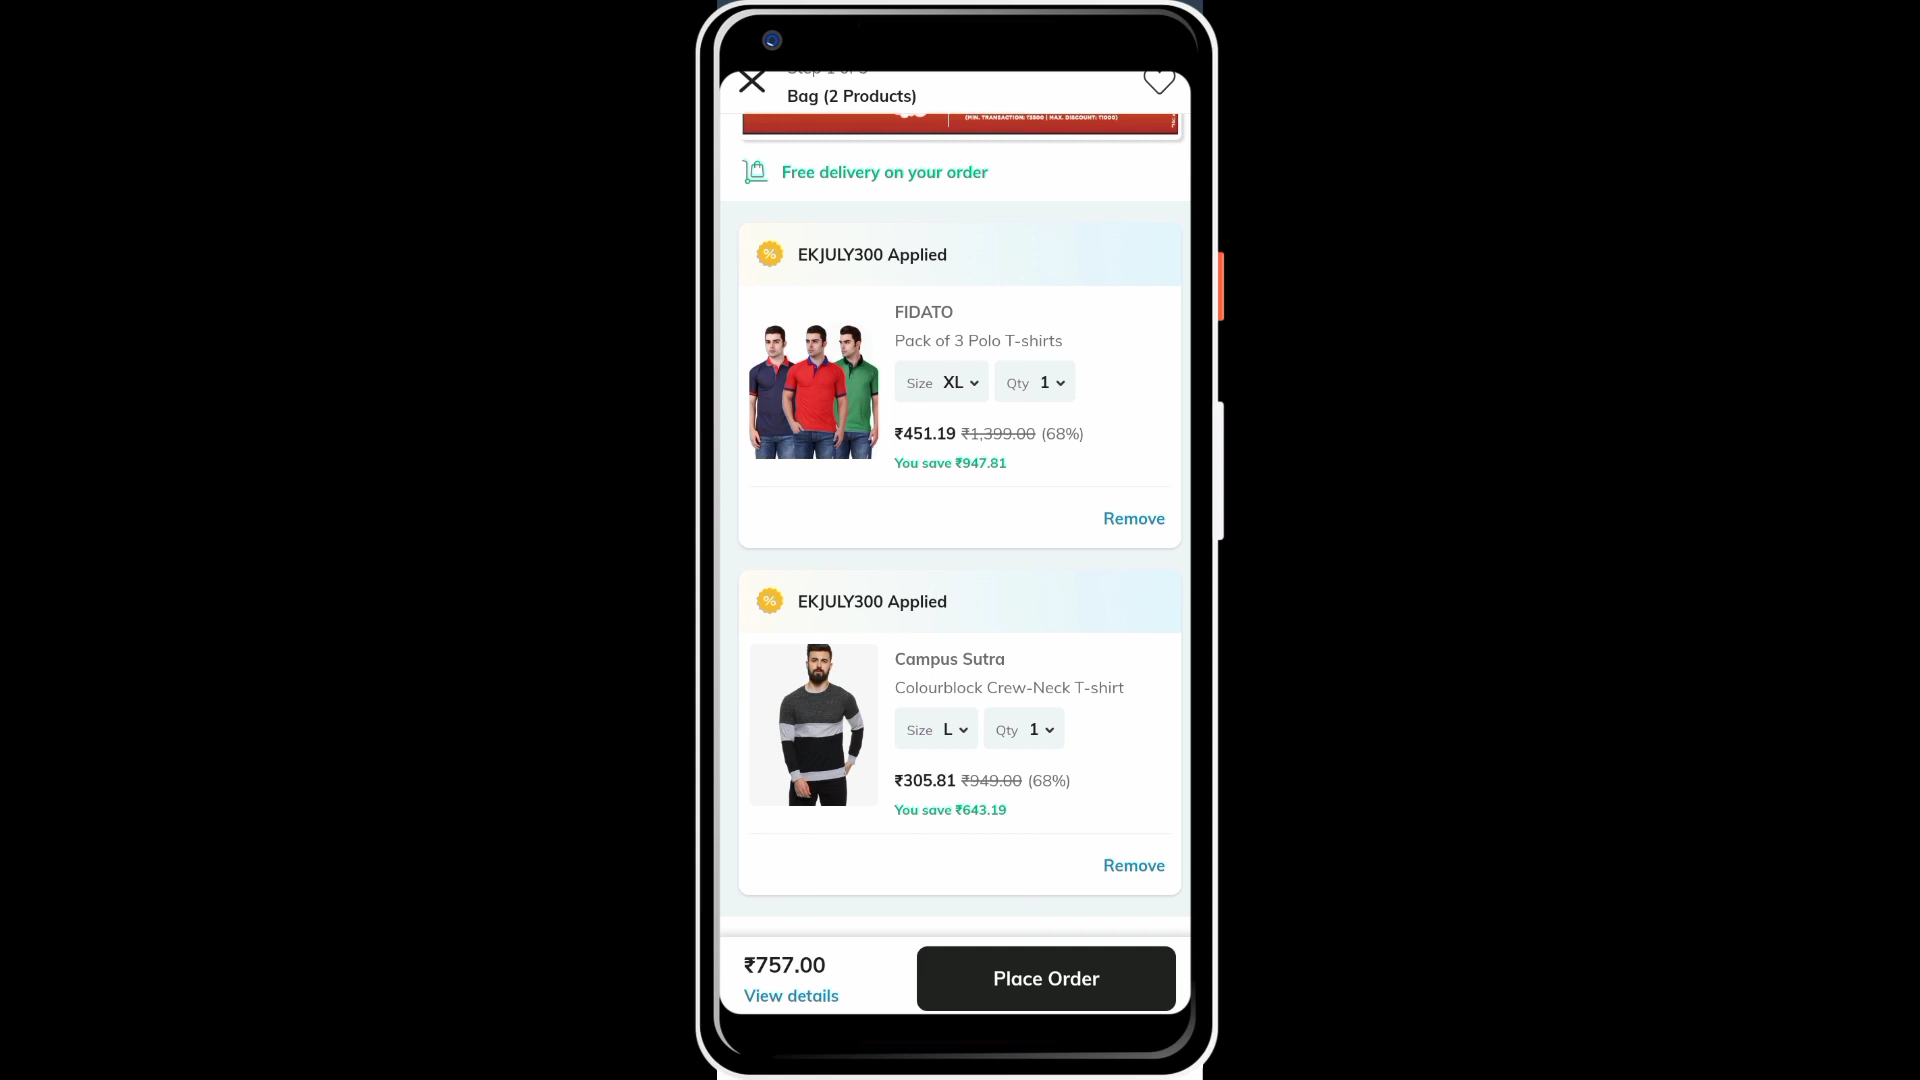 Bag (2 Products)
(MIN. TRANSACTION: ₹3500 | MAX. DISCOUNT: ₹1000)
Free delivery on your order
% EKJULY300 Applied
FIDATO
Pack of 3 Polo T-shirts
Size XL Qty 1
₹451.19 ₹1,399.00 (68%)
You save ₹947.81
Remove
% EKJULY300 Applied
Campus Sutra
Colourblock Crew-Neck T-shirt
Size L Qty 1
₹305.81 ₹949.00 (68%)
You save ₹643.19
Remove
₹757.00
Place Order
View details